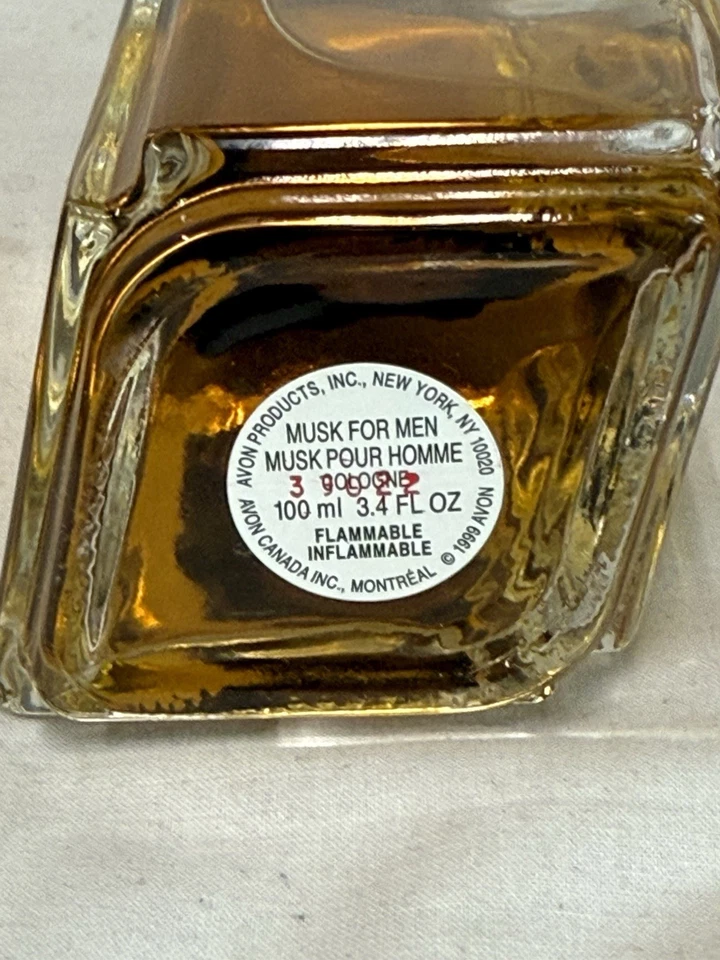 AVON PRODUCTS, INC., NEW YORK, NY 10020
MUSK FOR MEN
MUSK POUR HOMME
COLOGNE
100 ml 3.4 FL OZ
FLAMMABLE
INFLAMMABLE
AVON CANADA INC., MONTRÉAL © 1999 AVON